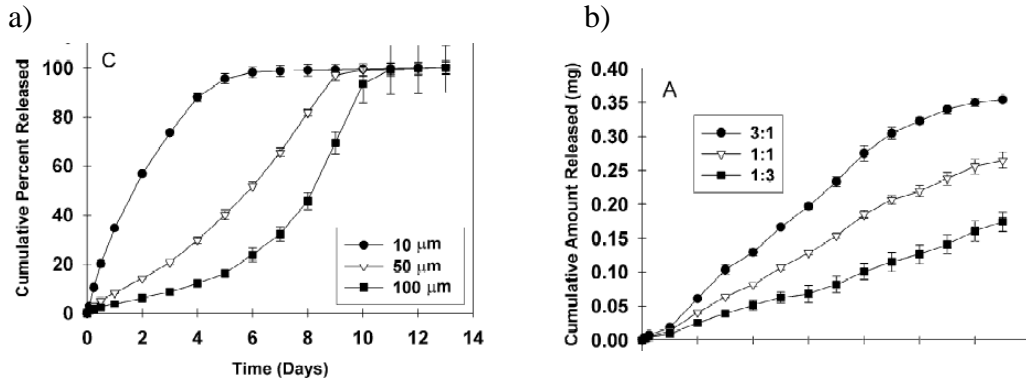 a)
b)
C
100
80
60
40
20
0
Cumulative Percent Released
0 2 4 6 8 10 12 14
Time (Days)
10 μm
50 μm
100 μm
A
0.40
0.35
0.30
0.25
0.20
0.15
0.10
0.05
0.00
Cumulative Amount Released (mg)
3:1
1:1
1:3